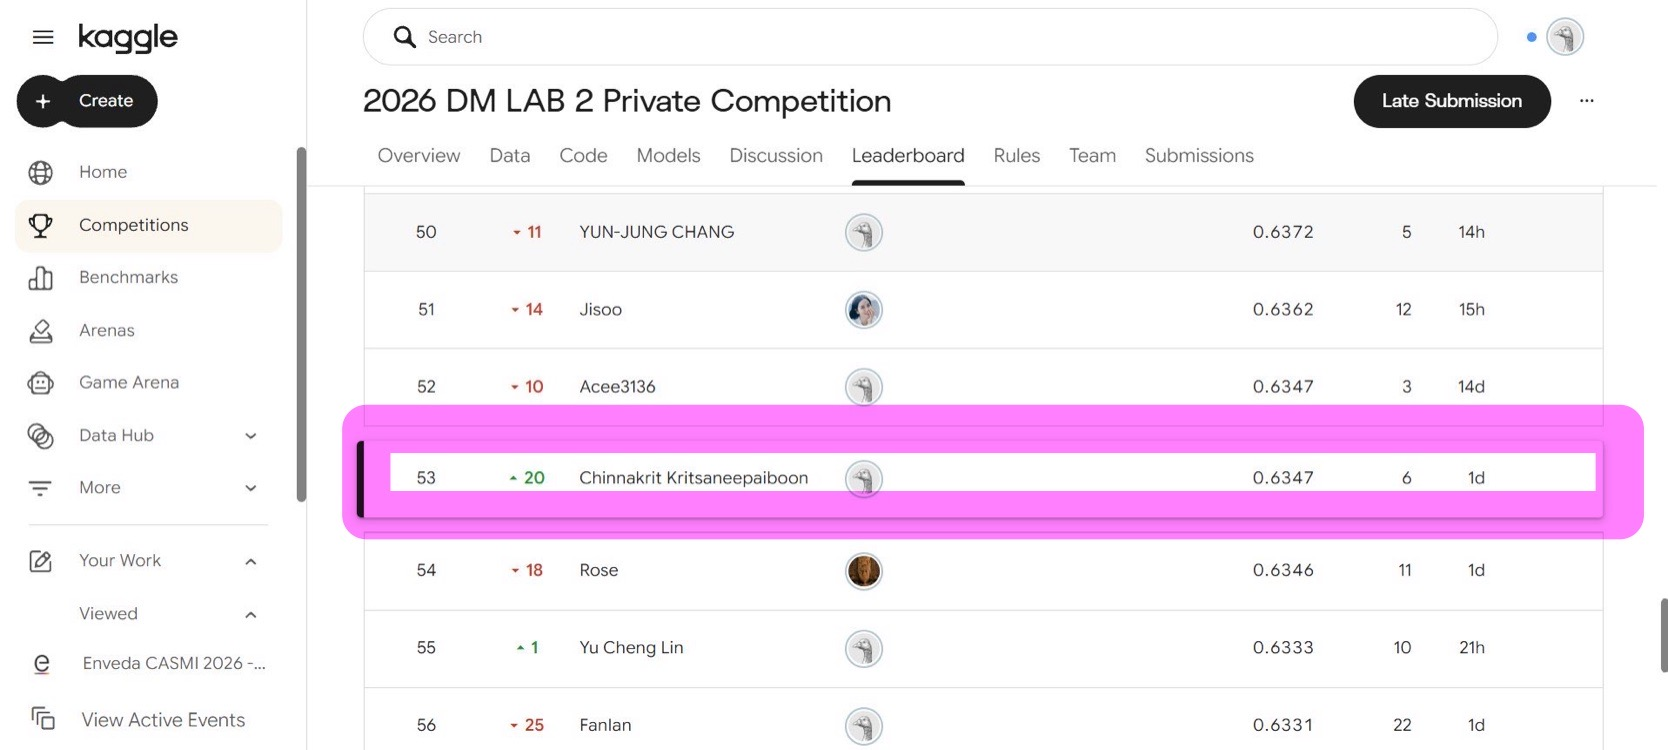 kaggle
Search
Create
2026 DM LAB 2 Private Competition
Late Submission
...
Overview Data Code Models Discussion Leaderboard Rules Team Submissions
Home
Competitions
Benchmarks
Arenas
Game Arena
Data Hub
More
Your Work
Viewed
Enveda CASMI 2026 -...
View Active Events
50 11 YUN-JUNG CHANG 0.6372 5 14h
51 14 Jisoo 0.6362 12 15h
52 10 Acee3136 0.6347 3 14d
53 20 Chinnakrit Kritsaneepaiboon 0.6347 6 1d
54 18 Rose 0.6346 11 1d
55 1 Yu Cheng Lin 0.6333 10 21h
56 25 Fanlan 0.6331 22 1d